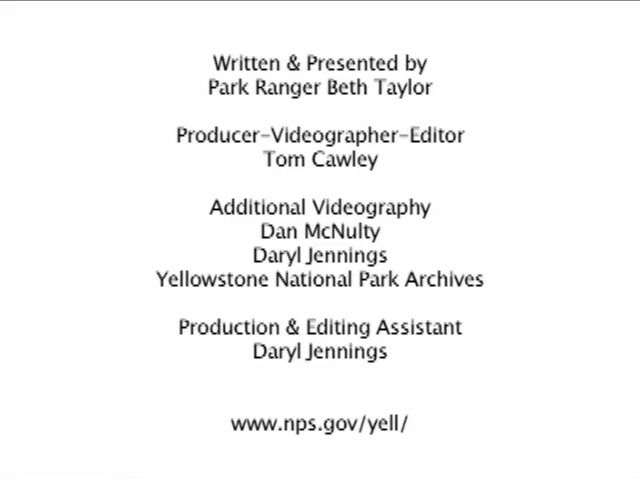 Written & Presented by
Park Ranger Beth Taylor
Producer-Videographer-Editor
Tom Cawley
Additional Videography
Dan McNulty
Daryl Jennings
Yellowstone National Park Archives
Production & Editing Assistant
Daryl Jennings
www.nps.gov/yell/